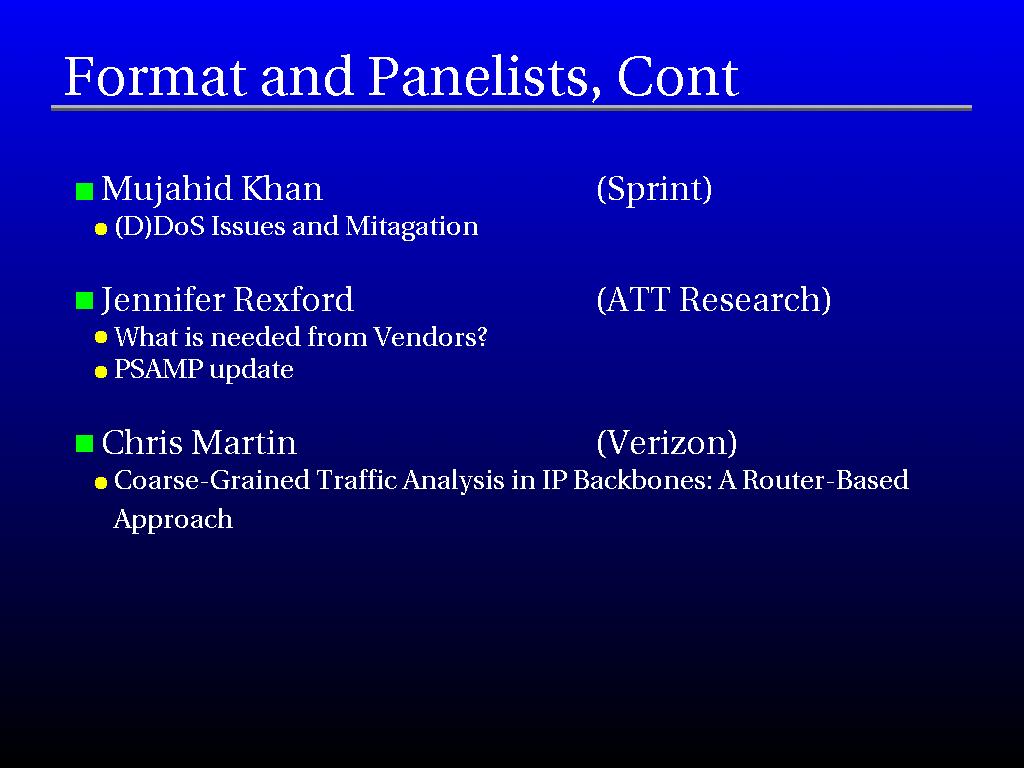 Format and Panelists, Cont
Mujahid Khan (Sprint)
(D)DoS Issues and Mitagation
Jennifer Rexford (ATT Research)
What is needed from Vendors?
PSAMP update
Chris Martin (Verizon)
Coarse-Grained Traffic Analysis in IP Backbones: A Router-Based
Approach